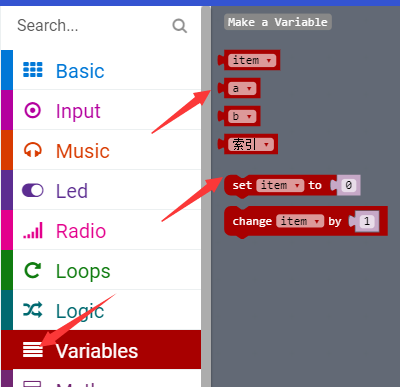 Search...
Basic
Input
Music
Led
Radio
Loops
Logic
Variables
Make a Variable
item
a
b
索引
set item to 0
change item by 1